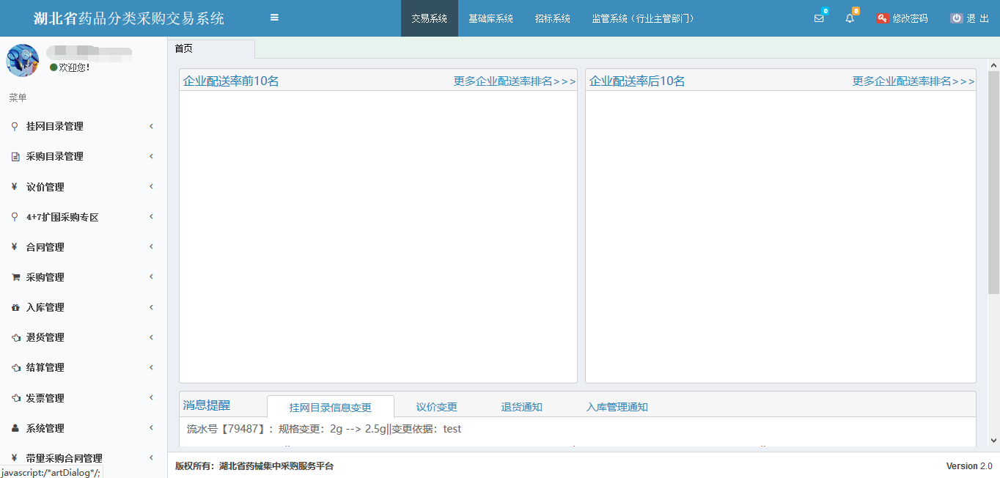 湖北省药品分类采购交易系统
交易系统
基础库系统
招标系统
监管系统（行业主管部门）
0
0
修改密码
退 出
欢迎您！
菜单
挂网目录管理
采购目录管理
议价管理
4+7扩围采购专区
合同管理
采购管理
入库管理
退货管理
结算管理
发票管理
系统管理
带量采购合同管理
javascript:/*artDialog*/;
首页
企业配送率前10名
更多企业配送率排名>>>
企业配送率后10名
更多企业配送率排名>>>
消息提醒
挂网目录信息变更
议价变更
退货通知
入库管理通知
流水号【79487】：规格变更：2g --> 2.5g||变更依据：test
版权所有：湖北省药械集中采购服务平台
Version 2.0